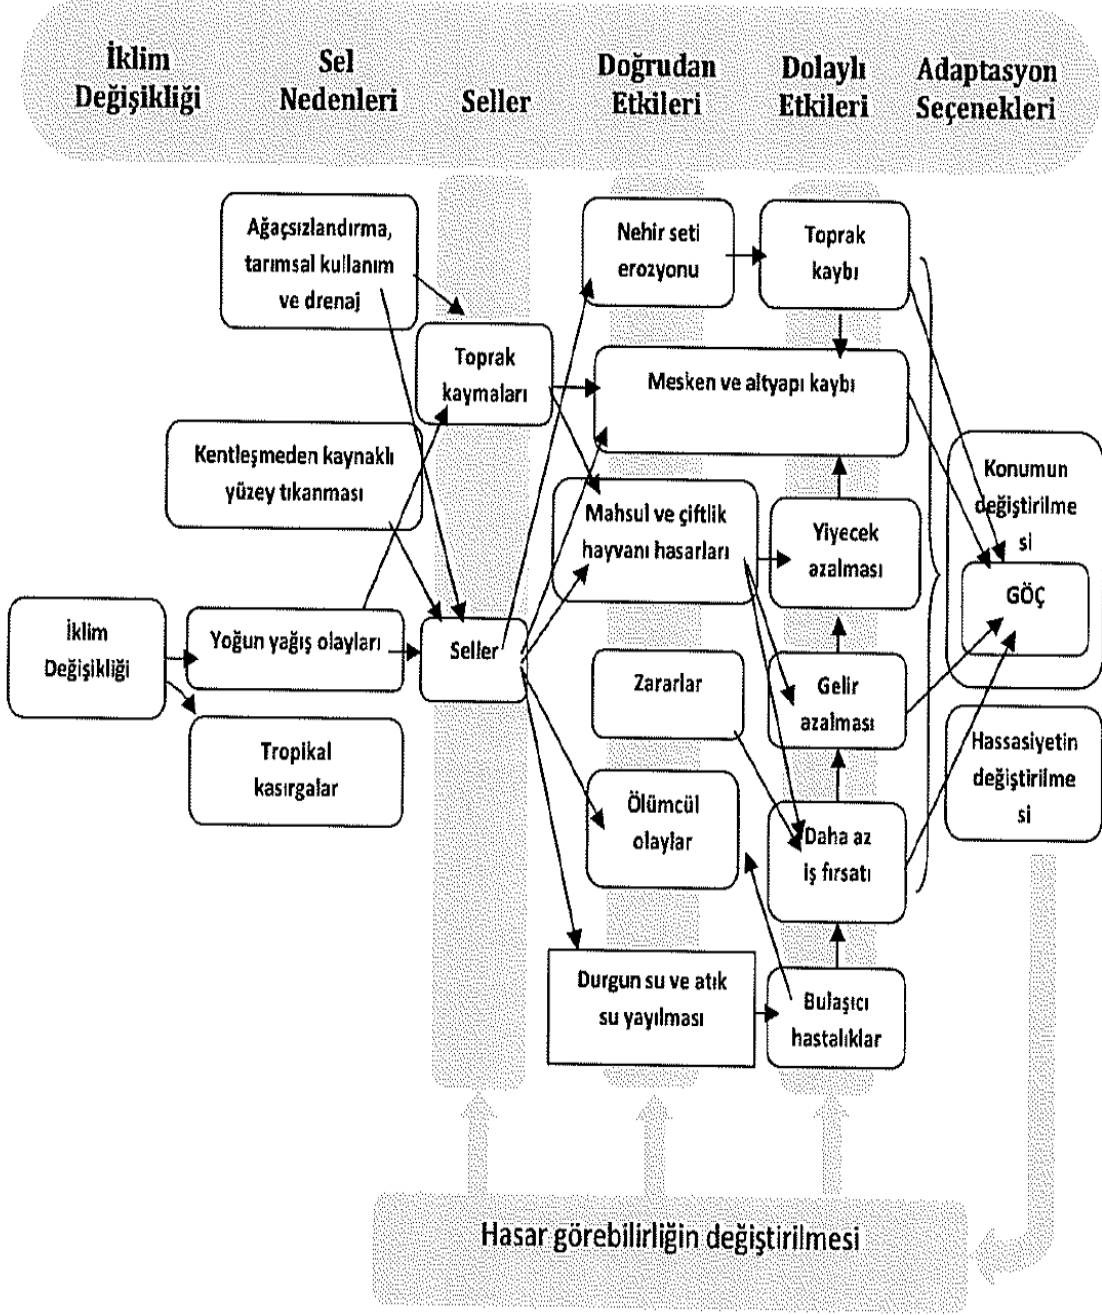 İklim
Değişikliği
Sel
Nedenleri
Seller
Doğrudan
Etkileri
Dolaylı
Etkileri
Adaptasyon
Seçenekleri
Ağaçsızlandırma,
tarımsal kullanım
ve drenaj
Nehir seti
erozyonu
Toprak
kaybı
Toprak
kaymaları
Mesken ve altyapı kaybı
Kentleşmeden kaynaklı
yüzey tıkanması
Mahsul ve çiftlik
hayvanı hasarları
Yiyecek
azalması
Konumun
değiştirilme
si
GÖÇ
İklim
Değişikliği
Yoğun yağış olayları
Seller
Zararlar
Gelir
azalması
Tropikal
kasırgalar
Ölümcül
olaylar
Daha az
iş fırsatı
Hassasiyetin
değiştirilme
si
Durgun su ve atık
su yayılması
Bulaşıcı
hastalıklar
Hasar görebilirliğin değiştirilmesi